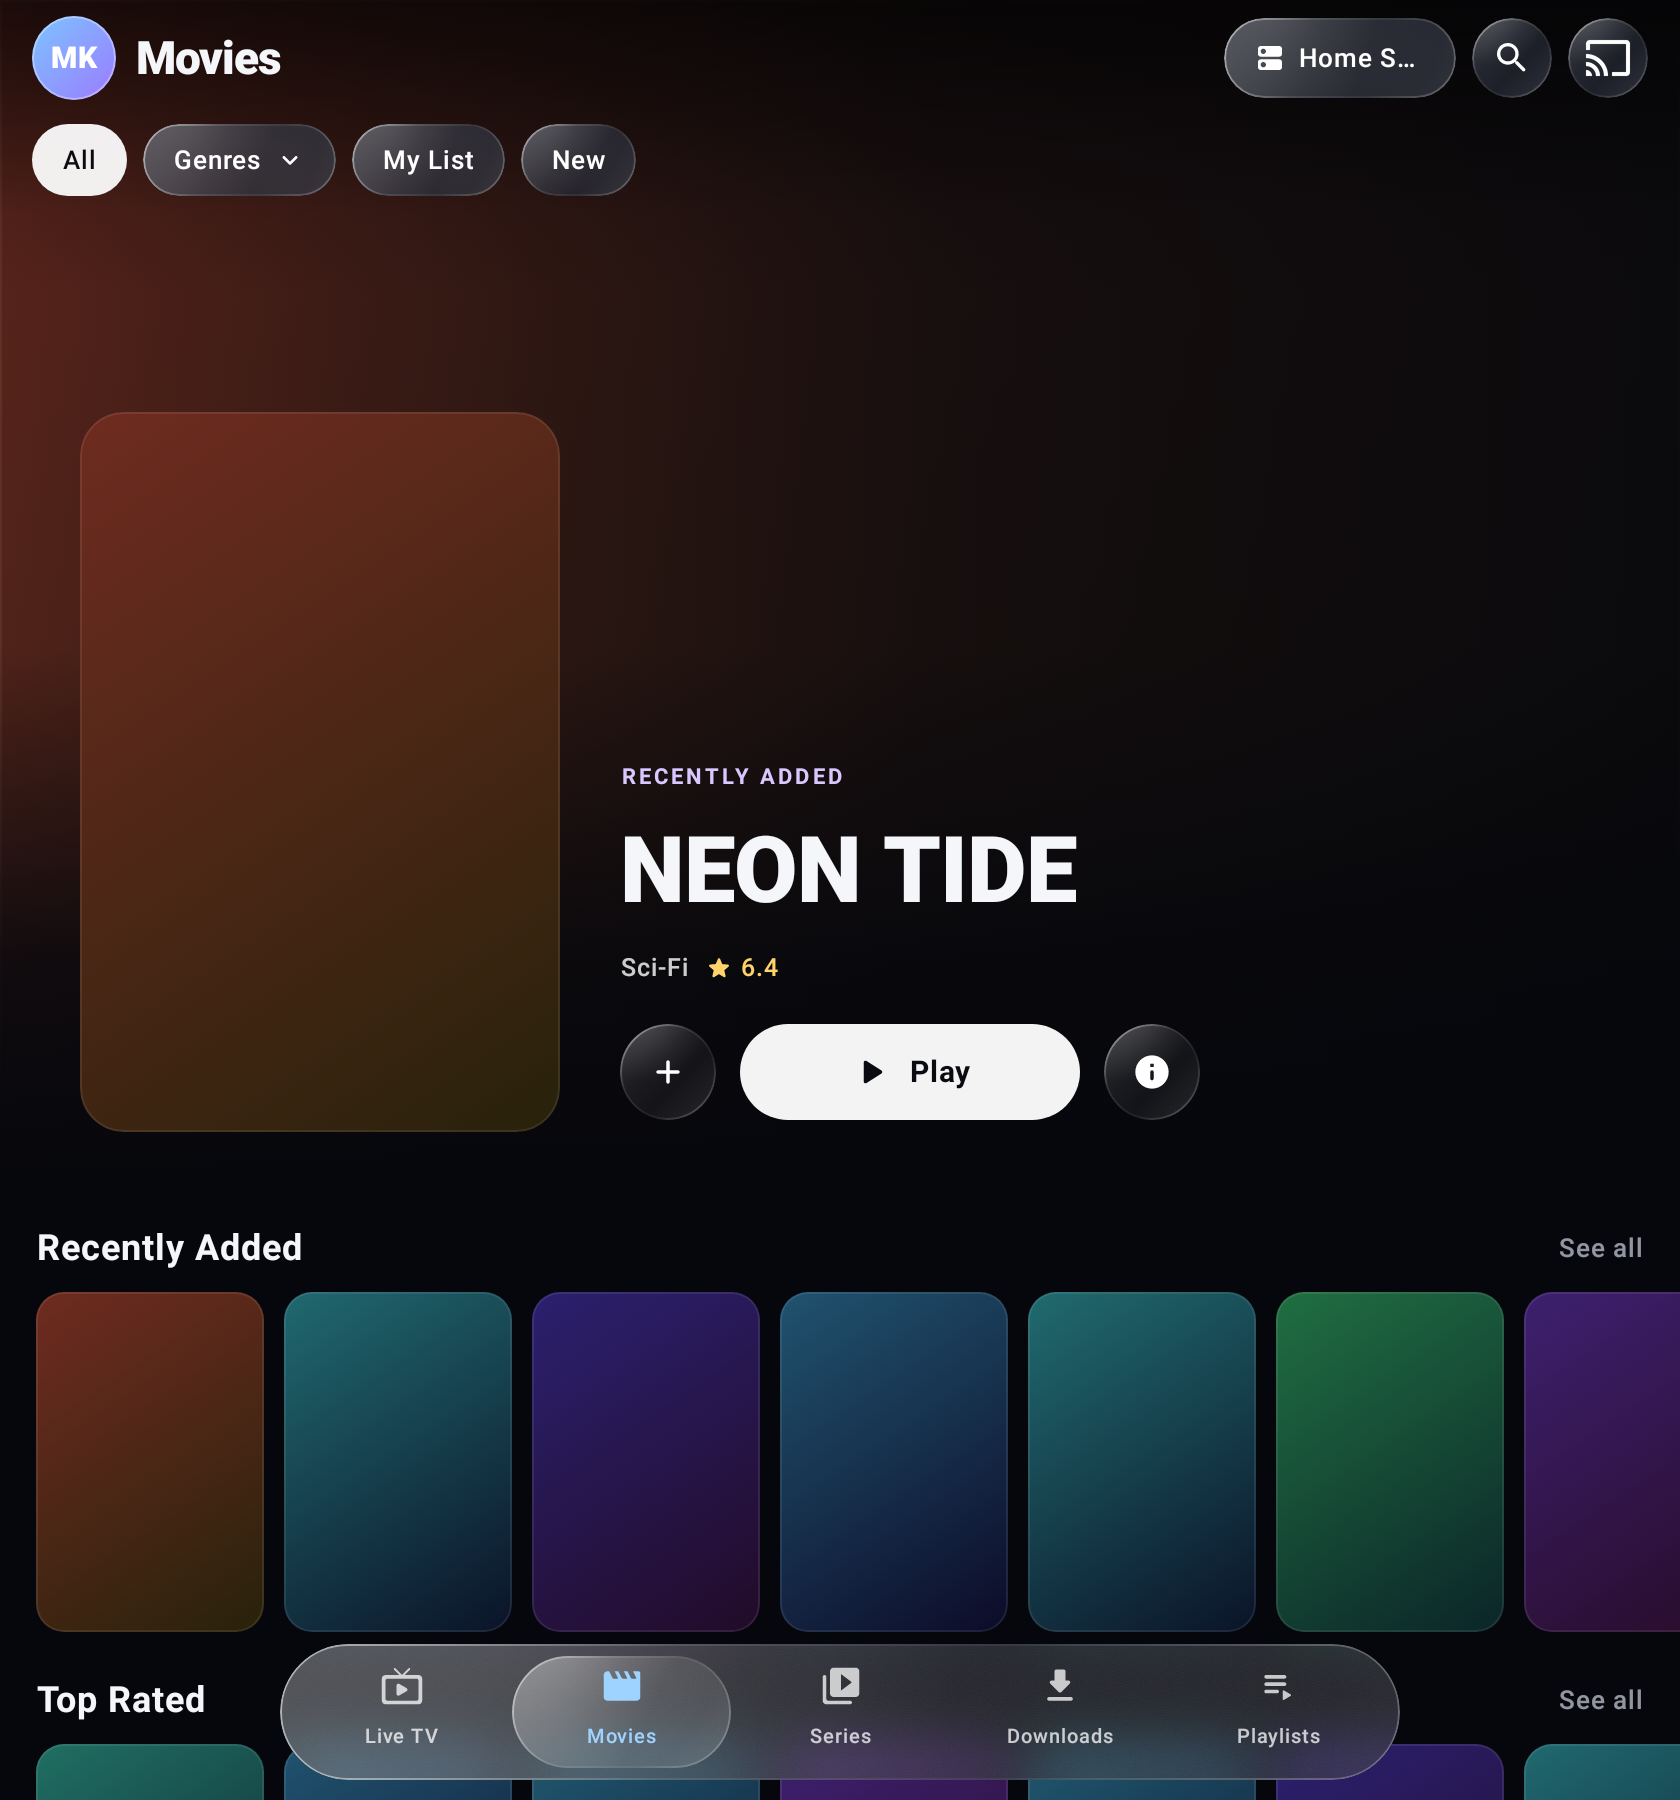 MK Movies
Home S...
All Genres My List New
RECENTLY ADDED
NEON TIDE
Sci-Fi 6.4
Play
Recently Added See all
Top Rated See all
Live TV Movies Series Downloads Playlists